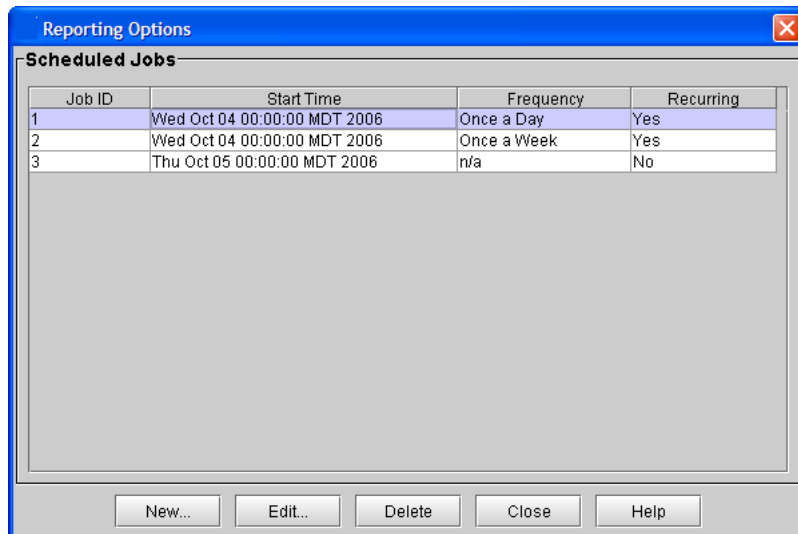 Reporting Options
Scheduled Jobs
Job ID Start Time Frequency Recurring
1 Wed Oct 04 00:00:00 MDT 2006 Once a Day Yes
2 Wed Oct 04 00:00:00 MDT 2006 Once a Week Yes
3 Thu Oct 05 00:00:00 MDT 2006 n/a No
New... Edit... Delete Close Help